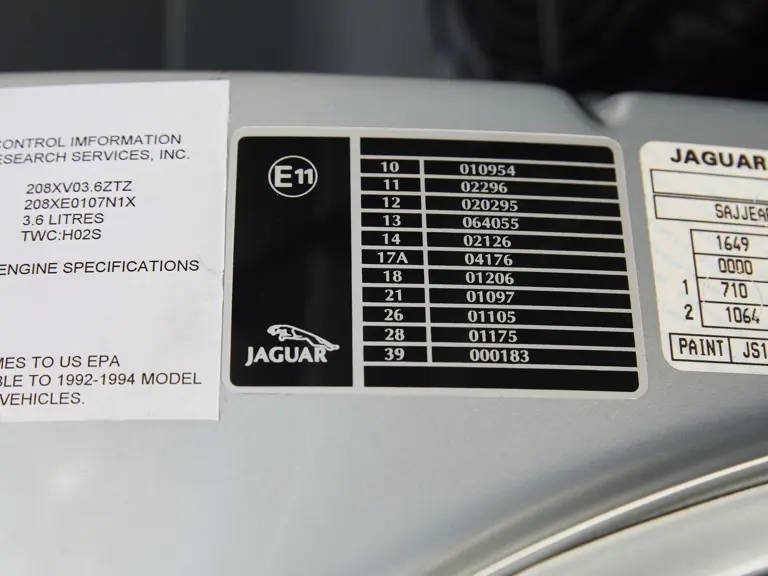 CONTROL IMFORMATION
ESEARCH SERVICES, INC.
208XV03.6ZTZ
208XE0107N1X
3.6 LITRES
TWC:H02S
ENGINE SPECIFICATIONS
MES TO US EPA
BLE TO 1992-1994 MODEL
VEHICLES.
E11
JAGUAR
10 010954
11 02296
12 020295
13 064055
14 02126
17A 04176
18 01206
21 01097
26 01105
28 01175
39 000183
JAGUAR
SAJJEA
1649
0000
1 710
2 1064
PAINT JS1